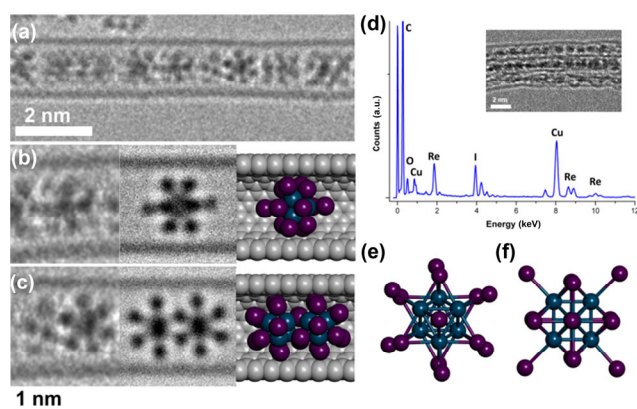 (a)
2 nm
(b)
(c)
1 nm
(d)
C
O
Cu
Re
I
Cu
Re
Re
Counts (a.u.)
0 2 4 6 8 10 12
Energy (keV)
2 nm
(e)
(f)